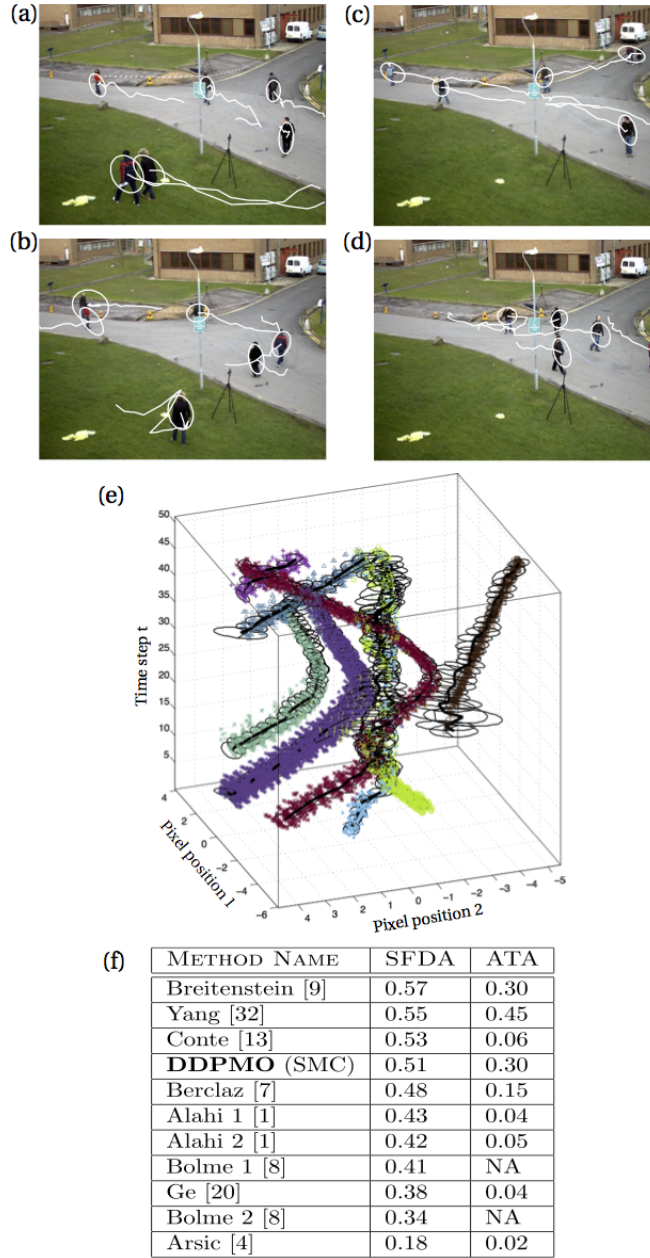 (a)
(c)
(b)
(d)
(e)
50
45
40
35
30
25
20
15
10
5
Time step t
4
2
0
−2
−4
−6
Pixel position 1
5
4
3
2
1
0
−1
−2
−3
−4
−5
Pixel position 2
(f)
METHOD NAME SFDA ATA
Breitenstein [9] 0.57 0.30
Yang [32] 0.55 0.45
Conte [13] 0.53 0.06
DDPMO (SMC) 0.51 0.30
Berclaz [7] 0.48 0.15
Alahi 1 [1] 0.43 0.04
Alahi 2 [1] 0.42 0.05
Bolme 1 [8] 0.41 NA
Ge [20] 0.38 0.04
Bolme 2 [8] 0.34 NA
Arsic [4] 0.18 0.02